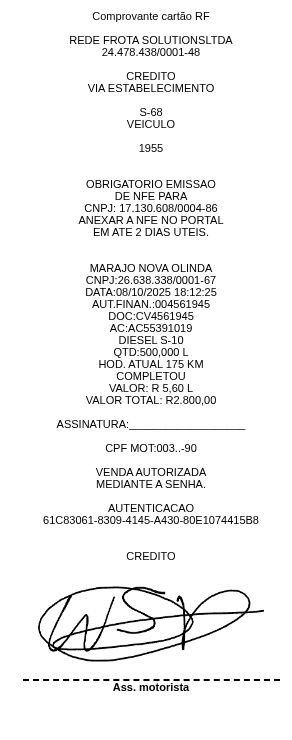 Comprovante cartão RF
REDE FROTA SOLUTIONSLTDA
24.478.438/0001-48
CREDITO
VIA ESTABELECIMENTO
S-68
VEICULO
1955
OBRIGATORIO EMISSAO
DE NFE PARA
CNPJ: 17.130.608/0004-86
ANEXAR A NFE NO PORTAL
EM ATE 2 DIAS UTEIS.
MARAJO NOVA OLINDA
CNPJ:26.638.338/0001-67
DATA:08/10/2025 18:12:25
AUT.FINAN.:004561945
DOC:CV4561945
AC:AC55391019
DIESEL S-10
QTD:500,000 L
HOD. ATUAL 175 KM
COMPLETOU
VALOR: R 5,60 L
VALOR TOTAL: R2.800,00
ASSINATURA:___________________
CPF MOT:003..-90
VENDA AUTORIZADA
MEDIANTE A SENHA.
AUTENTICACAO
61C83061-8309-4145-A430-80E1074415B8
CREDITO
Ass. motorista